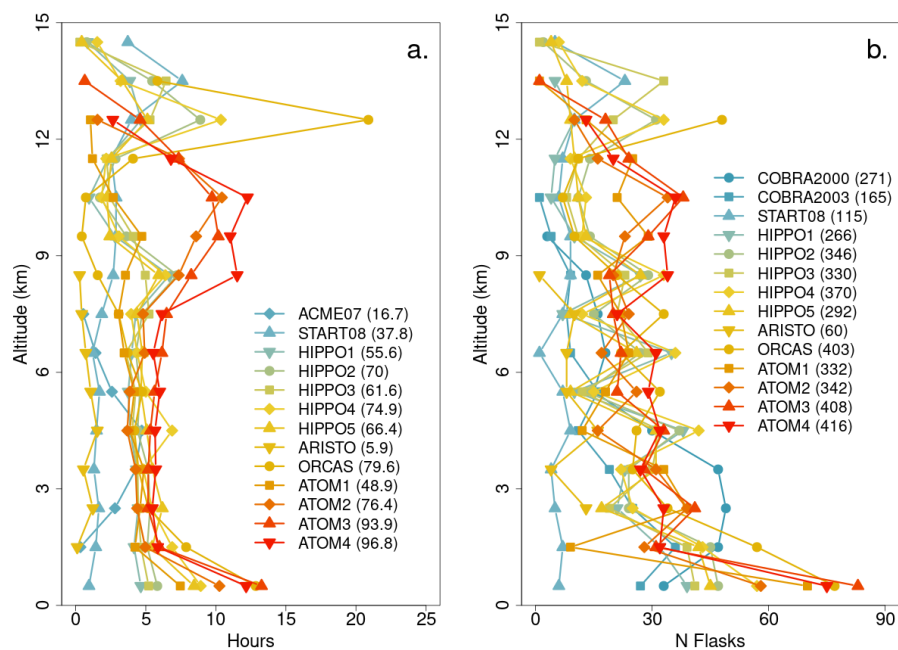 a.
15
12
9
6
3
0
Altitude (km)
ACME07 (16.7)
START08 (37.8)
HIPPO1 (55.6)
HIPPO2 (70)
HIPPO3 (61.6)
HIPPO4 (74.9)
HIPPO5 (66.4)
ARISTO (5.9)
ORCAS (79.6)
ATOM1 (48.9)
ATOM2 (76.4)
ATOM3 (93.9)
ATOM4 (96.8)
0 5 10 15 20 25
Hours
b.
15
12
9
6
3
0
Altitude (km)
COBRA2000 (271)
COBRA2003 (165)
START08 (115)
HIPPO1 (266)
HIPPO2 (346)
HIPPO3 (330)
HIPPO4 (370)
HIPPO5 (292)
ARISTO (60)
ORCAS (403)
ATOM1 (332)
ATOM2 (342)
ATOM3 (408)
ATOM4 (416)
0 30 60 90
N Flasks